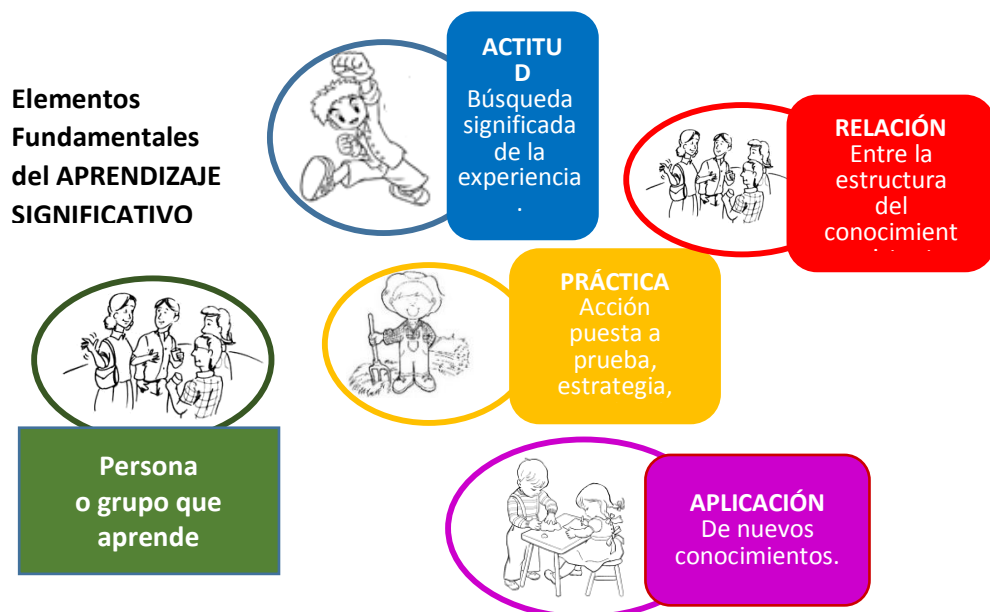 Elementos
Fundamentales
del APRENDIZAJE
SIGNIFICATIVO
ACTITU
D
Búsqueda
significada
de la
experiencia
.
RELACIÓN
Entre la
estructura
del
conocimient
PRÁCTICA
Acción
puesta a
prueba,
estrategia,
Persona
o grupo que
aprende
APLICACIÓN
De nuevos
conocimientos.